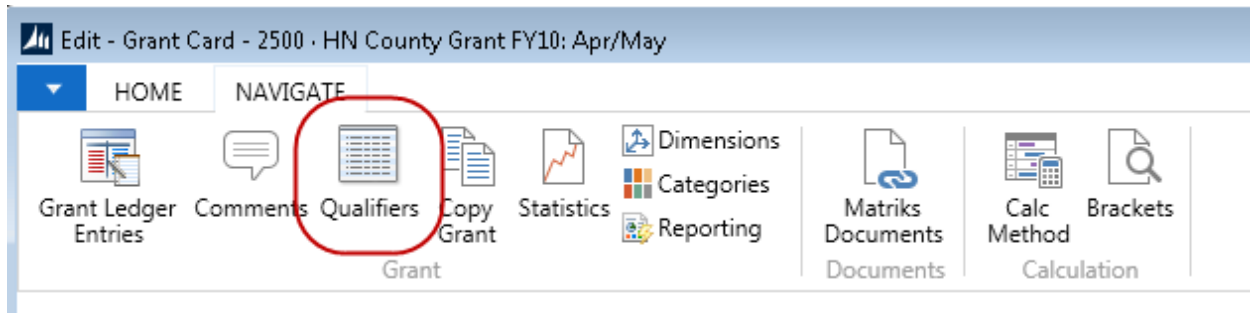 Edit - Grant Card - 2500 · HN County Grant FY10: Apr/May
HOME NAVIGATE
Grant Ledger Entries
Comments
Qualifiers
Copy Grant
Statistics
Dimensions
Categories
Reporting
Grant
Matriks Documents
Documents
Calc Method
Brackets
Calculation